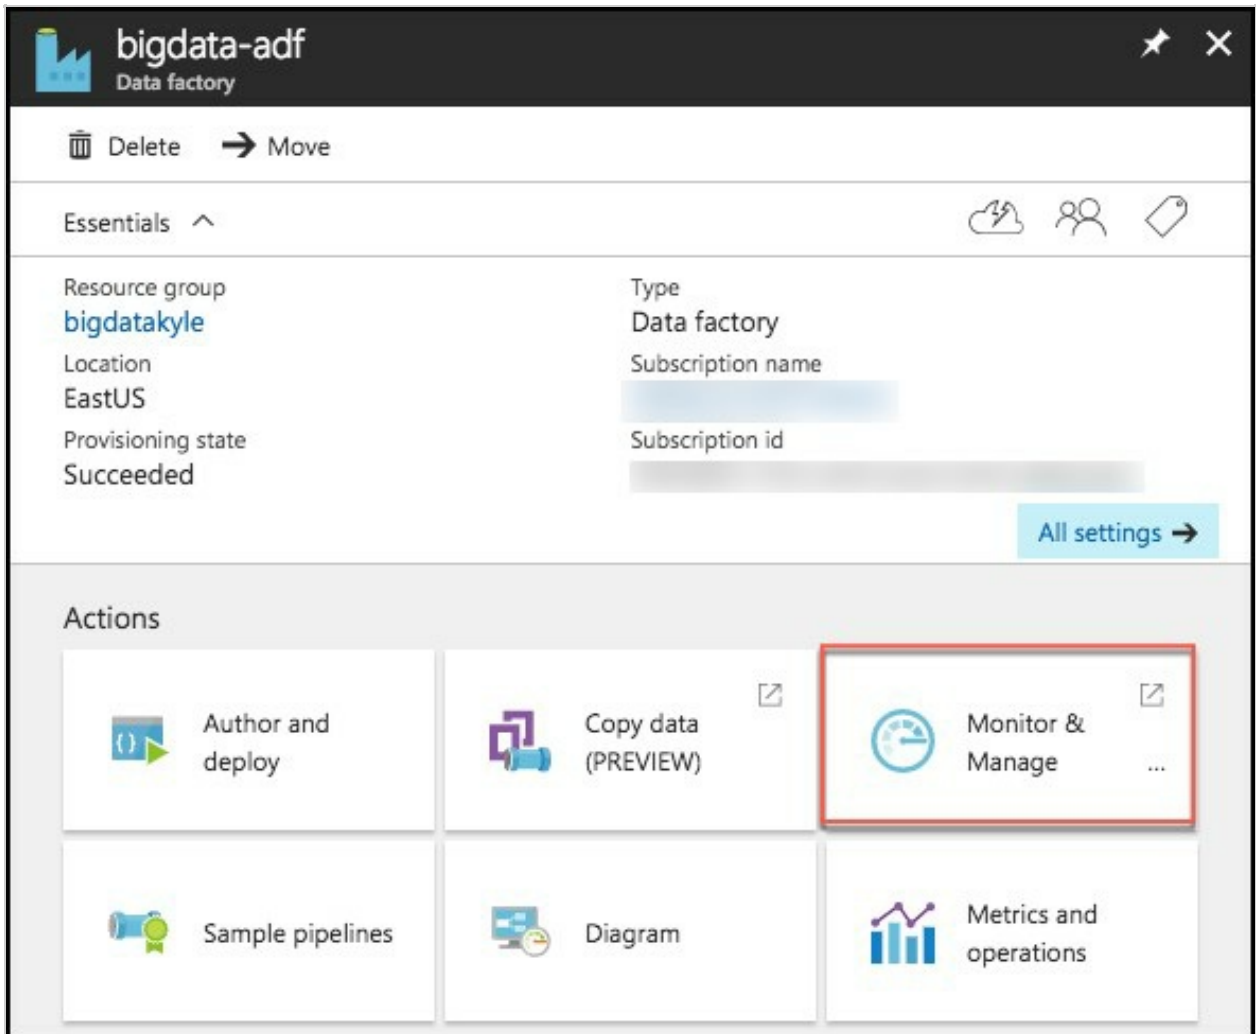 bigdata-adf
Data factory
Delete
Move
Essentials
Resource group
bigdatakyle
Location
EastUS
Provisioning state
Succeeded
Type
Data factory
Subscription name
Subscription id
All settings
Actions
Author and
deploy
Copy data
(PREVIEW)
Monitor &
Manage
...
Sample pipelines
Diagram
Metrics and
operations